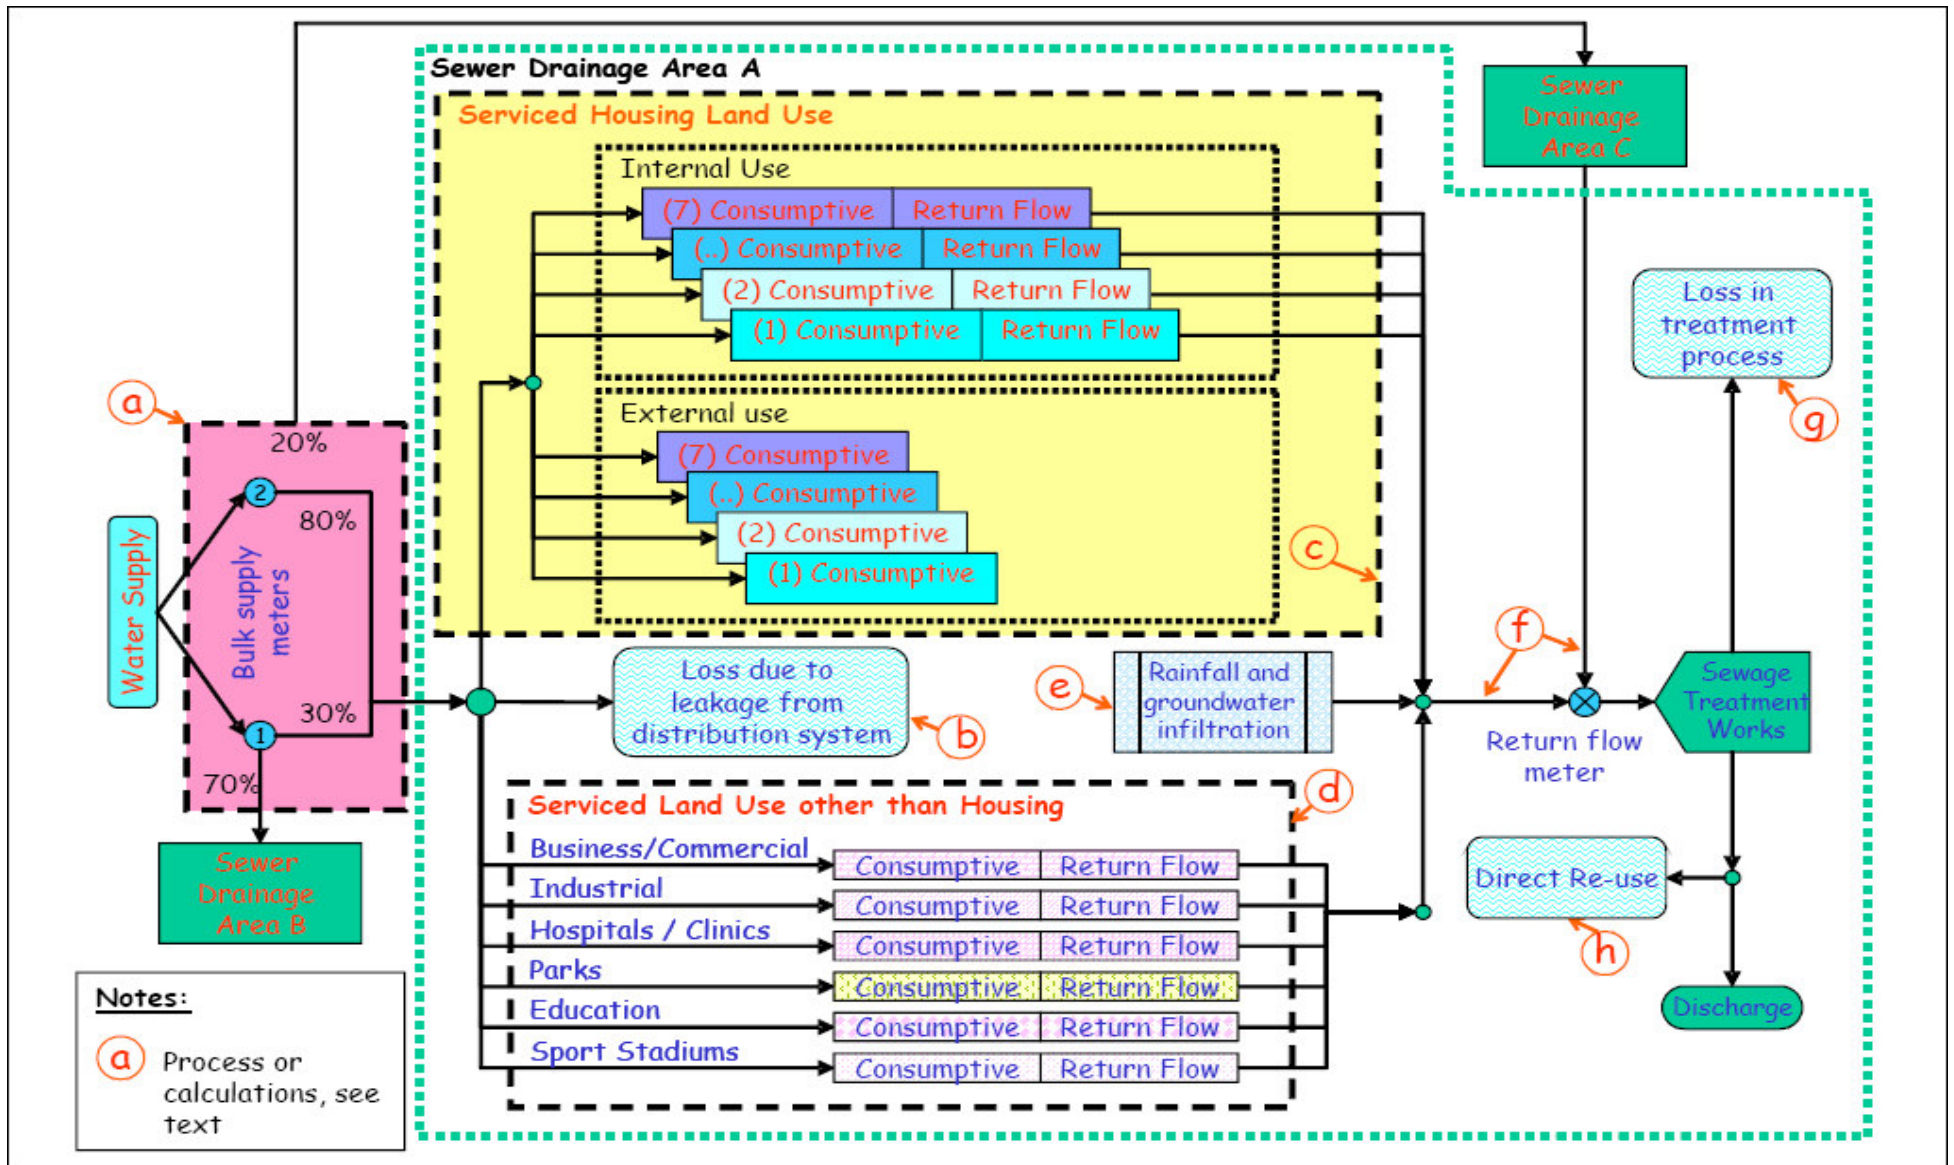 Sewer Drainage Area A
Serviced Housing Land Use
Internal Use
(7) Consumptive Return Flow
(..) Consumptive Return Flow
(2) Consumptive Return Flow
(1) Consumptive Return Flow
External use
(7) Consumptive
(..) Consumptive
(2) Consumptive
(1) Consumptive
c
a
20%
2
80%
Bulk supply
meters
Water Supply
30%
1
70%
Sewer
Drainage
Area B
Loss due to
leakage from
distribution system
b
e
Rainfall and
groundwater
infiltration
Serviced Land Use other than Housing
d
Business/Commercial
Consumptive Return Flow
Industrial
Consumptive Return Flow
Hospitals / Clinics
Consumptive Return Flow
Parks
Consumptive Return Flow
Education
Consumptive Return Flow
Sport Stadiums
Consumptive Return Flow
Sewer
Drainage
Area C
Loss in
treatment
process
g
f
Return flow
meter
Sewage
Treatment
Works
Direct Re-use
h
Discharge
Notes:
a Process or
calculations, see
text